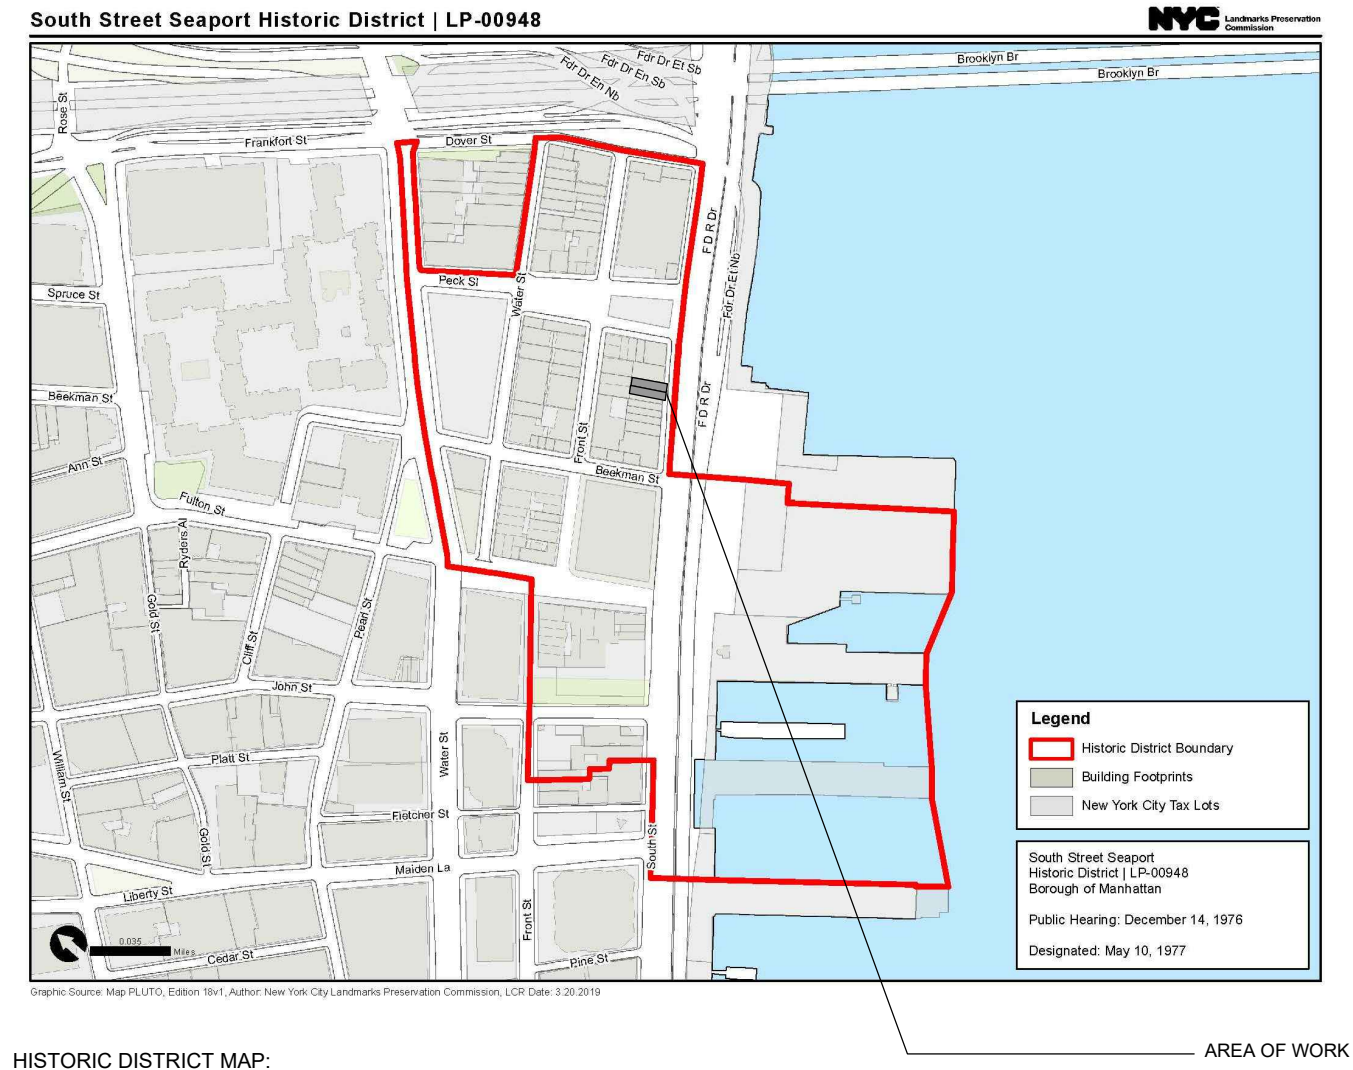 South Street Seaport Historic District | LP-00948
NYC Landmarks Preservation
Commission
Brooklyn Br
Brooklyn Br
Fdr Dr Et Sb
Fdr Dr En Sb
Fdr Dr En Nb
Rose St
Frankfort St
Dover St
F D R Dr
Fdr Dr Et Nb
Peck Sl
Water St
Spruce St
Beekman St
F D R Dr
Front St
Beekman St
Ann St
Fulton St
Ryders Al
Gold St
Cliff St
Pearl St
John St
Platt St
William St
Water St
Gold St
Fletcher St
South St
Maiden La
Liberty St
Front St
Cedar St
Pine St
0.035
Miles
Legend
Historic District Boundary
Building Footprints
New York City Tax Lots
South Street Seaport
Historic District | LP-00948
Borough of Manhattan
Public Hearing: December 14, 1976
Designated: May 10, 1977
Graphic Source: Map PLUTO, Edition 18v1, Author: New York City Landmarks Preservation Commission, LCR Date: 3.20.2019
HISTORIC DISTRICT MAP:
AREA OF WORK